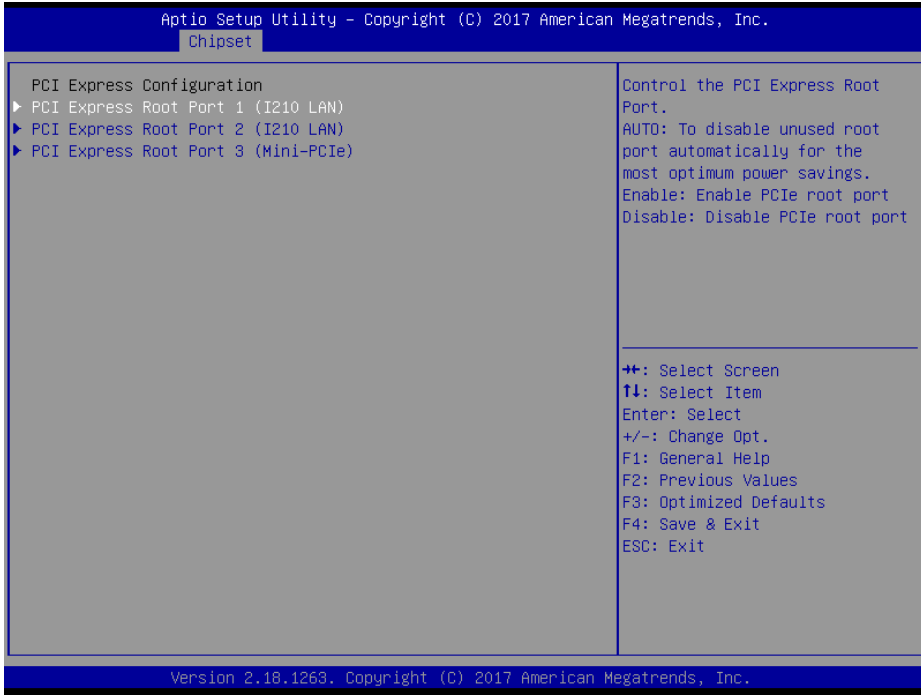 Aptio Setup Utility – Copyright (C) 2017 American Megatrends, Inc.
Chipset
PCI Express Configuration
▶ PCI Express Root Port 1 (I210 LAN)
▶ PCI Express Root Port 2 (I210 LAN)
▶ PCI Express Root Port 3 (Mini-PCIe)
Control the PCI Express Root
Port.
AUTO: To disable unused root
port automatically for the
most optimum power savings.
Enable: Enable PCIe root port
Disable: Disable PCIe root port
→←: Select Screen
↑↓: Select Item
Enter: Select
+/-: Change Opt.
F1: General Help
F2: Previous Values
F3: Optimized Defaults
F4: Save & Exit
ESC: Exit
Version 2.18.1263. Copyright (C) 2017 American Megatrends, Inc.